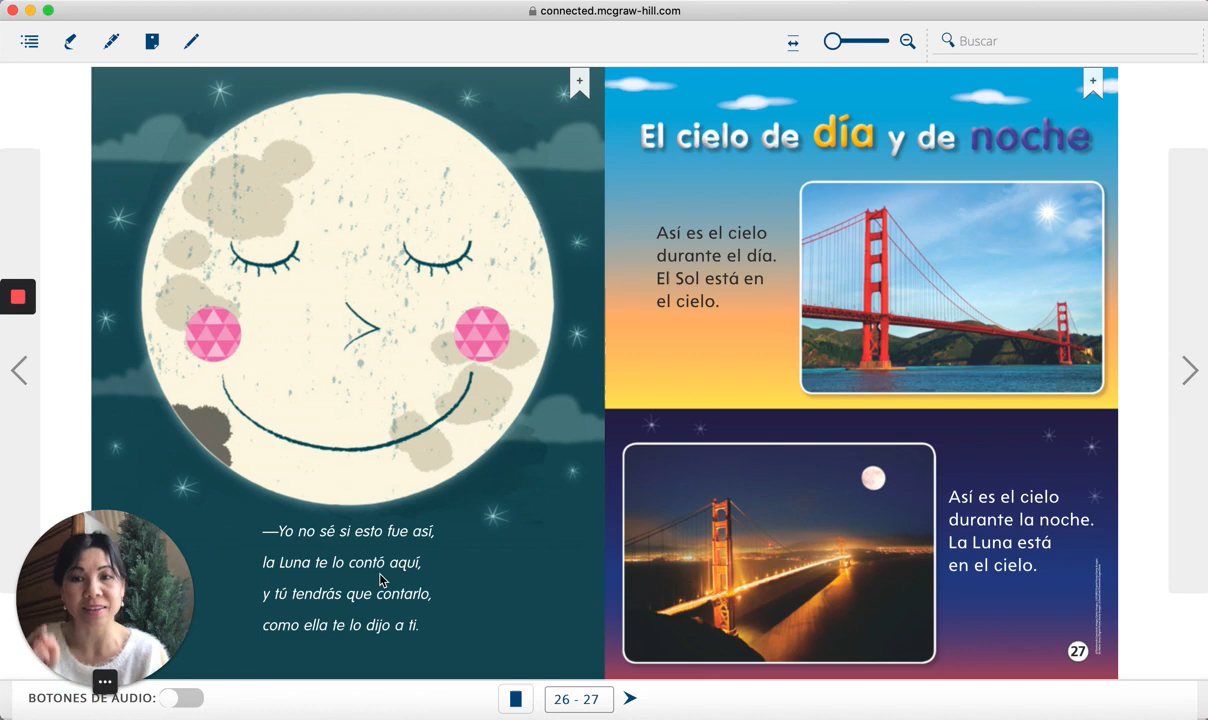 connected.mcgraw-hill.com
Buscar
—Yo no sé si esto fue así,
la Luna te lo contó aquí,
y tú tendrás que contarlo,
como ella te lo dijo a ti.
El cielo de día y de noche
Así es el cielo
durante el día.
El Sol está en
el cielo.
Así es el cielo
durante la noche.
La Luna está
en el cielo.
27
BOTONES DE AUDIO:
26 - 27